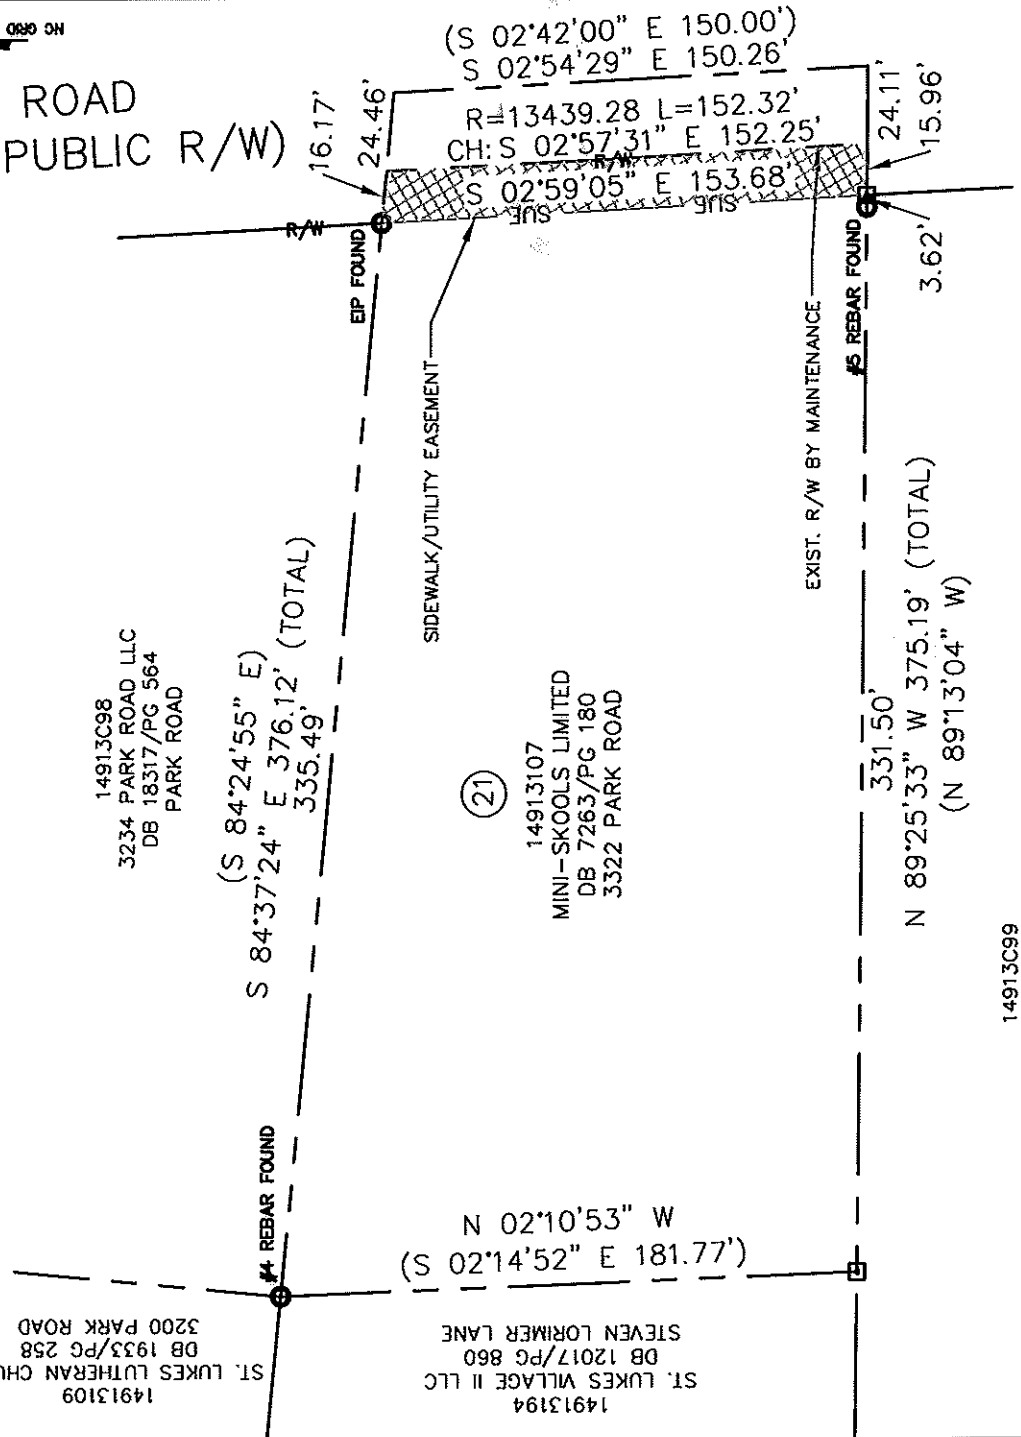 NC GRID
ROAD
PUBLIC R/W)
(S 02°42'00" E 150.00')
S 02°54'29" E 150.26'
R=13439.28 L=152.32'
CH: S 02°57'31" E 152.25'
R/W
S 02°59'05" E 153.68'
SUE
SUE
16.17'
24.46'
24.11'
15.96'
3.62'
R/W
EIP FOUND
#5 REBAR FOUND
SIDEWALK/UTILITY EASEMENT
EXIST. R/W BY MAINTENANCE
14913C98
3234 PARK ROAD LLC
DB 18317/PG 564
PARK ROAD
(S 84°24'55" E)
S 84°37'24" E 376.12' (TOTAL)
335.49'
21
14913107
MINI-SKOOLS LIMITED
DB 7263/PG 180
3322 PARK ROAD
331.50'
N 89°25'33" W 375.19' (TOTAL)
(N 89°13'04" W)
14913C99
#4 REBAR FOUND
N 02°10'53" W
(S 02°14'52" E 181.77')
14913109
ST. LUKES LUTHERAN CHU
DB 1933/PG 258
3200 PARK ROAD
14913194
ST. LUKES VILLAGE II LLC
DB 12017/PG 860
STEVEN LORIMER LANE